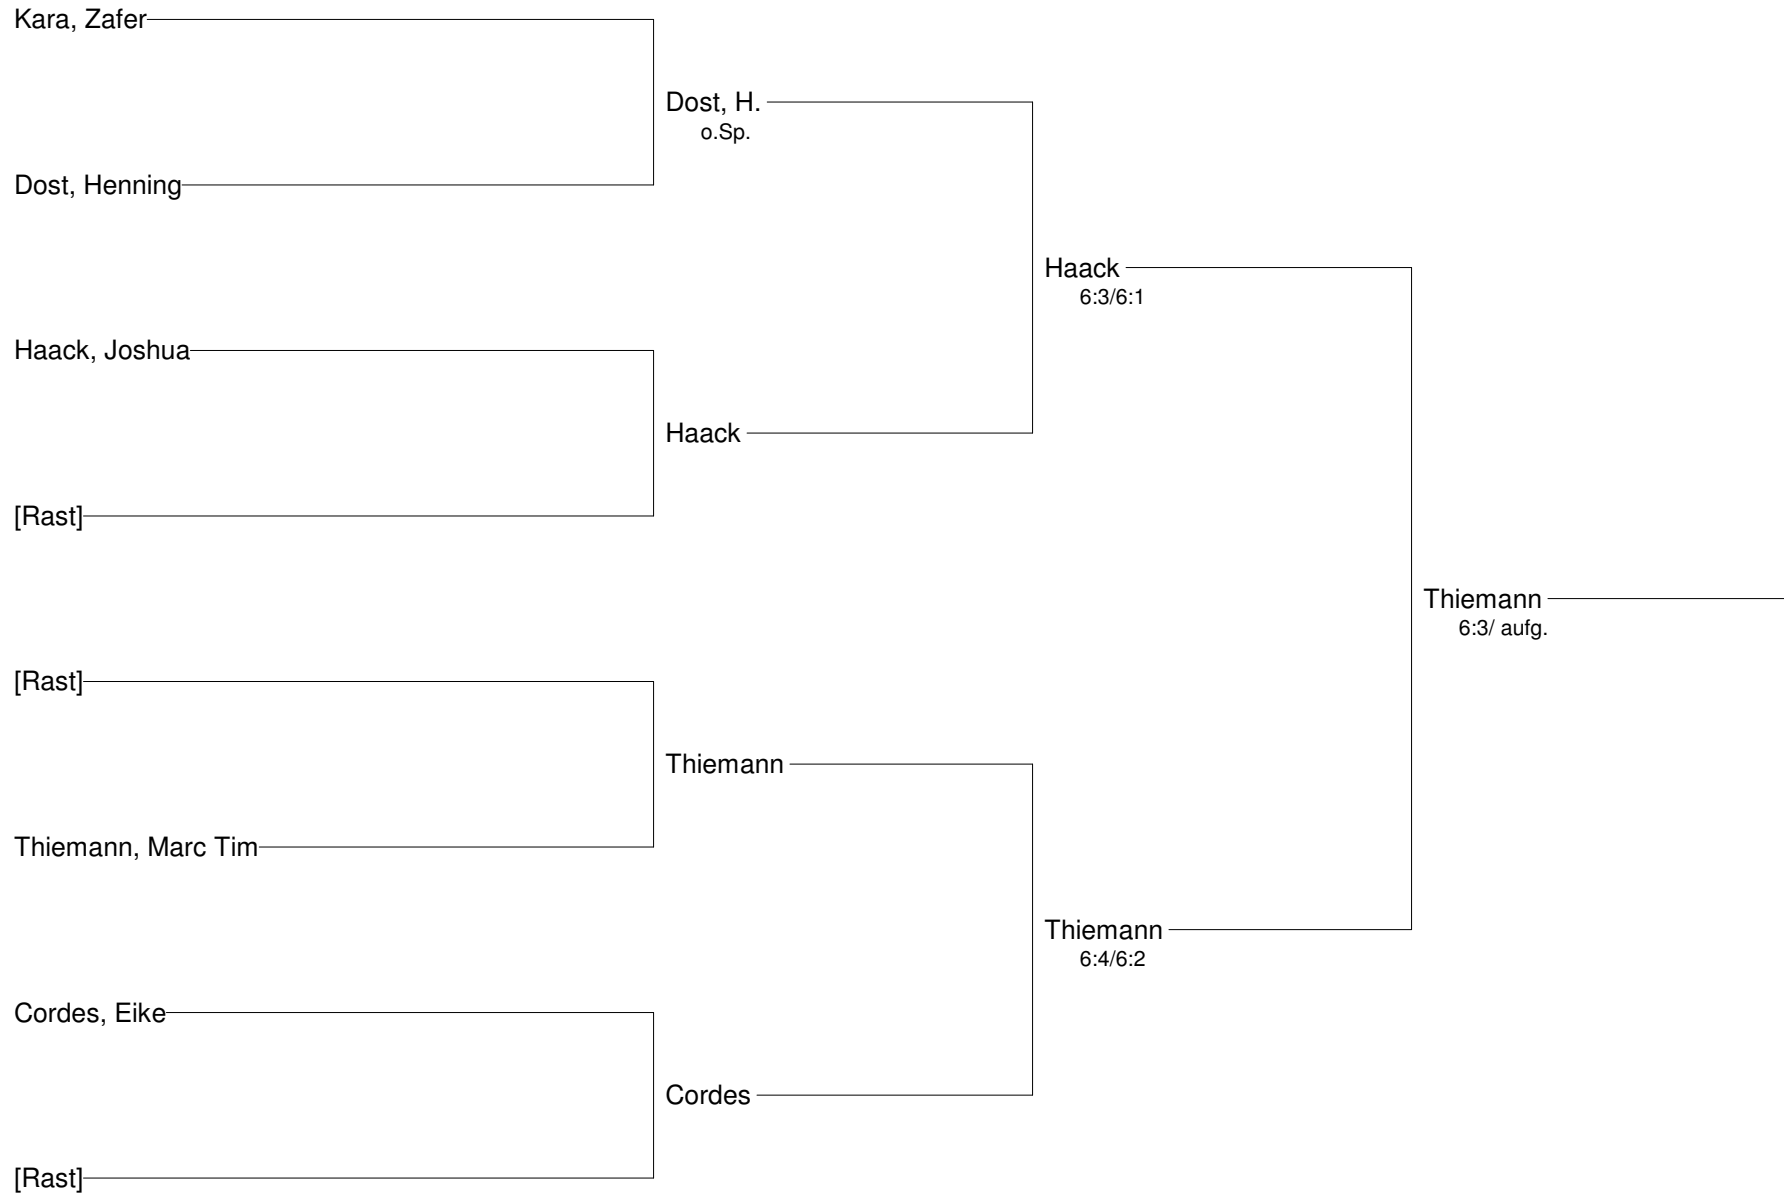 Kara, Zafer
Dost, Henning
Haack, Joshua
[Rast]
[Rast]
Thiemann, Marc Tim
Cordes, Eike
[Rast]
Dost, H.
o.Sp.
Haack
Thiemann
Cordes
Haack
6:3/6:1
Thiemann
6:4/6:2
Thiemann
6:3/ aufg.